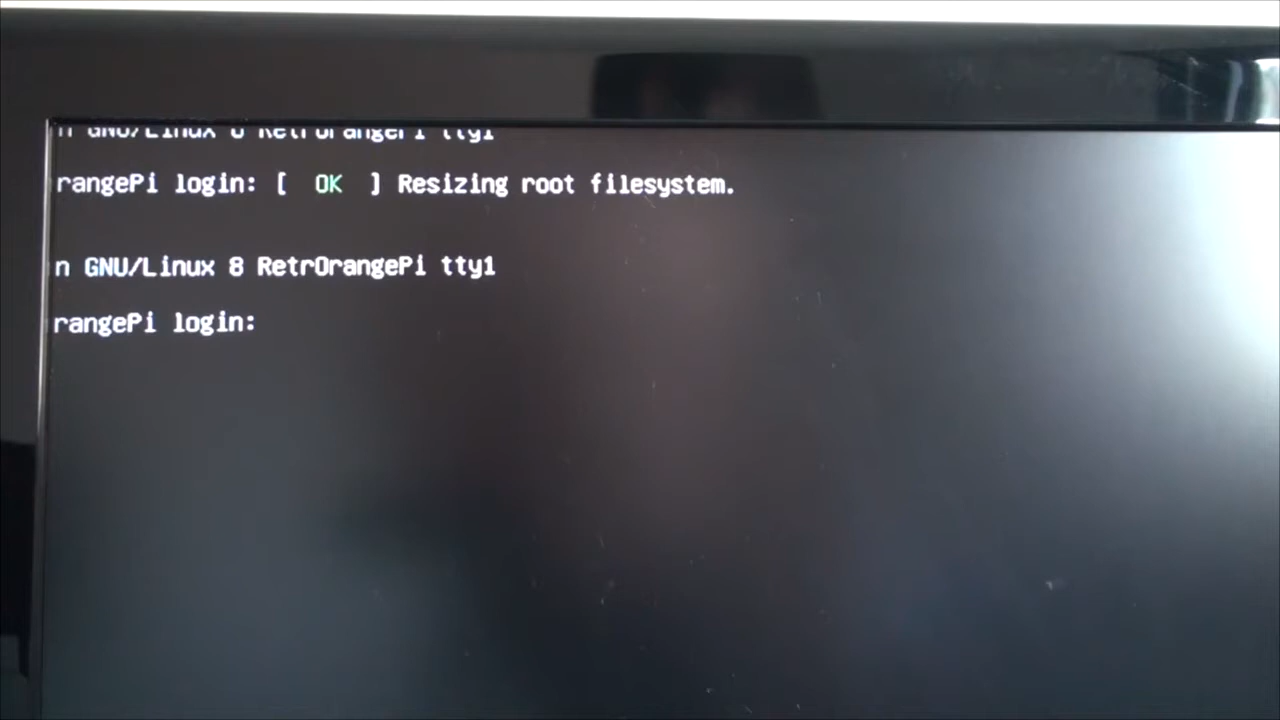 n GNU/Linux 8 RetrOrangePi tty1
rangePi login: [  OK  ] Resizing root filesystem.
n GNU/Linux 8 RetrOrangePi tty1
rangePi login: